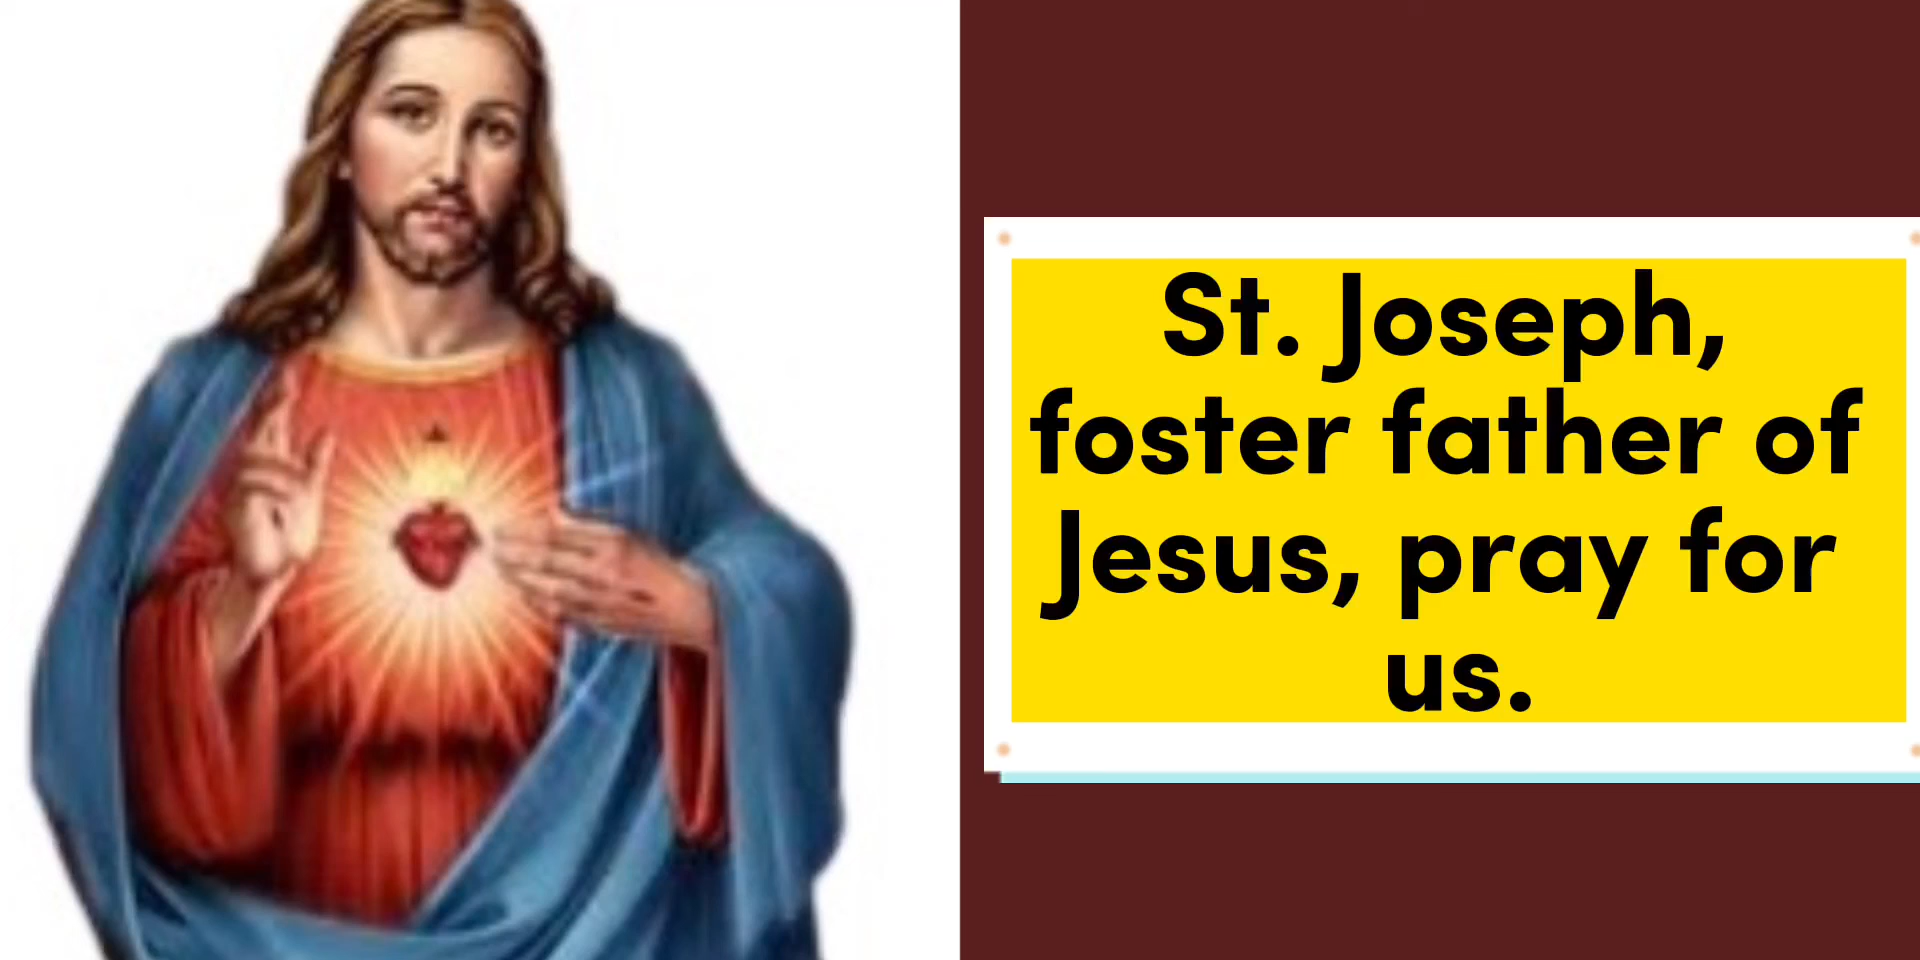 St. Joseph,
foster father of
Jesus, pray for
us.